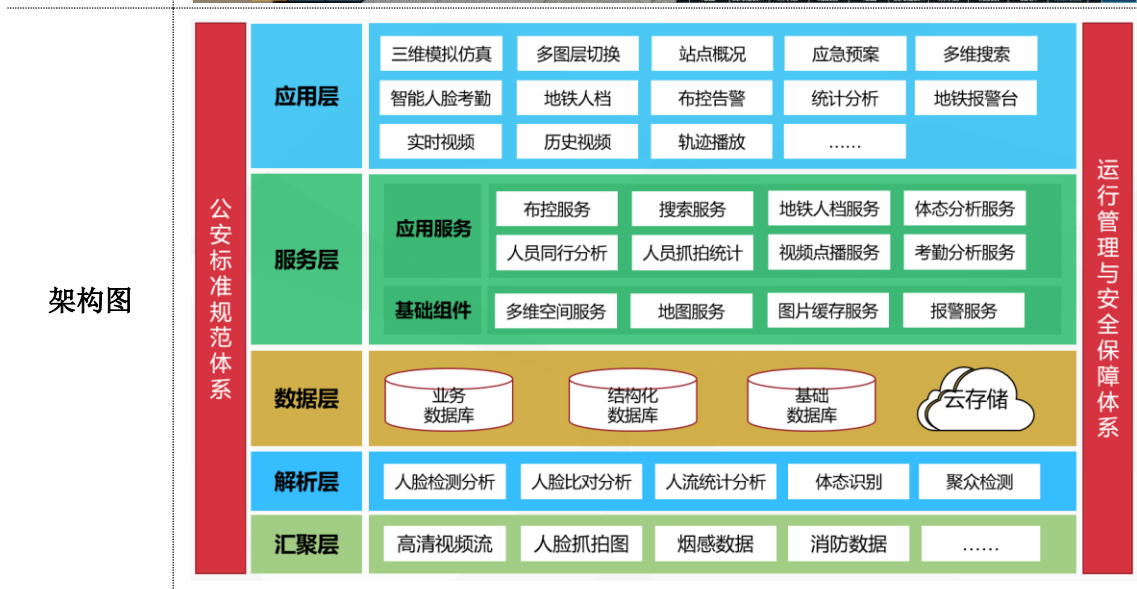 架构图
公安标准规范体系
应用层
三维模拟仿真 多图层切换 站点概况 应急预案 多维搜索
智能人脸考勤 地铁人档 布控告警 统计分析 地铁报警台
实时视频 历史视频 轨迹播放 ……
服务层
应用服务
布控服务 搜索服务 地铁人档服务 体态分析服务
人员同行分析 人员抓拍统计 视频点播服务 考勤分析服务
基础组件
多维空间服务 地图服务 图片缓存服务 报警服务
数据层
业务
数据库
结构化
数据库
基础
数据库
云存储
解析层
人脸检测分析 人脸比对分析 人流统计分析 体态识别 聚众检测
汇聚层
高清视频流 人脸抓拍图 烟感数据 消防数据 ……
运行管理与安全保障体系